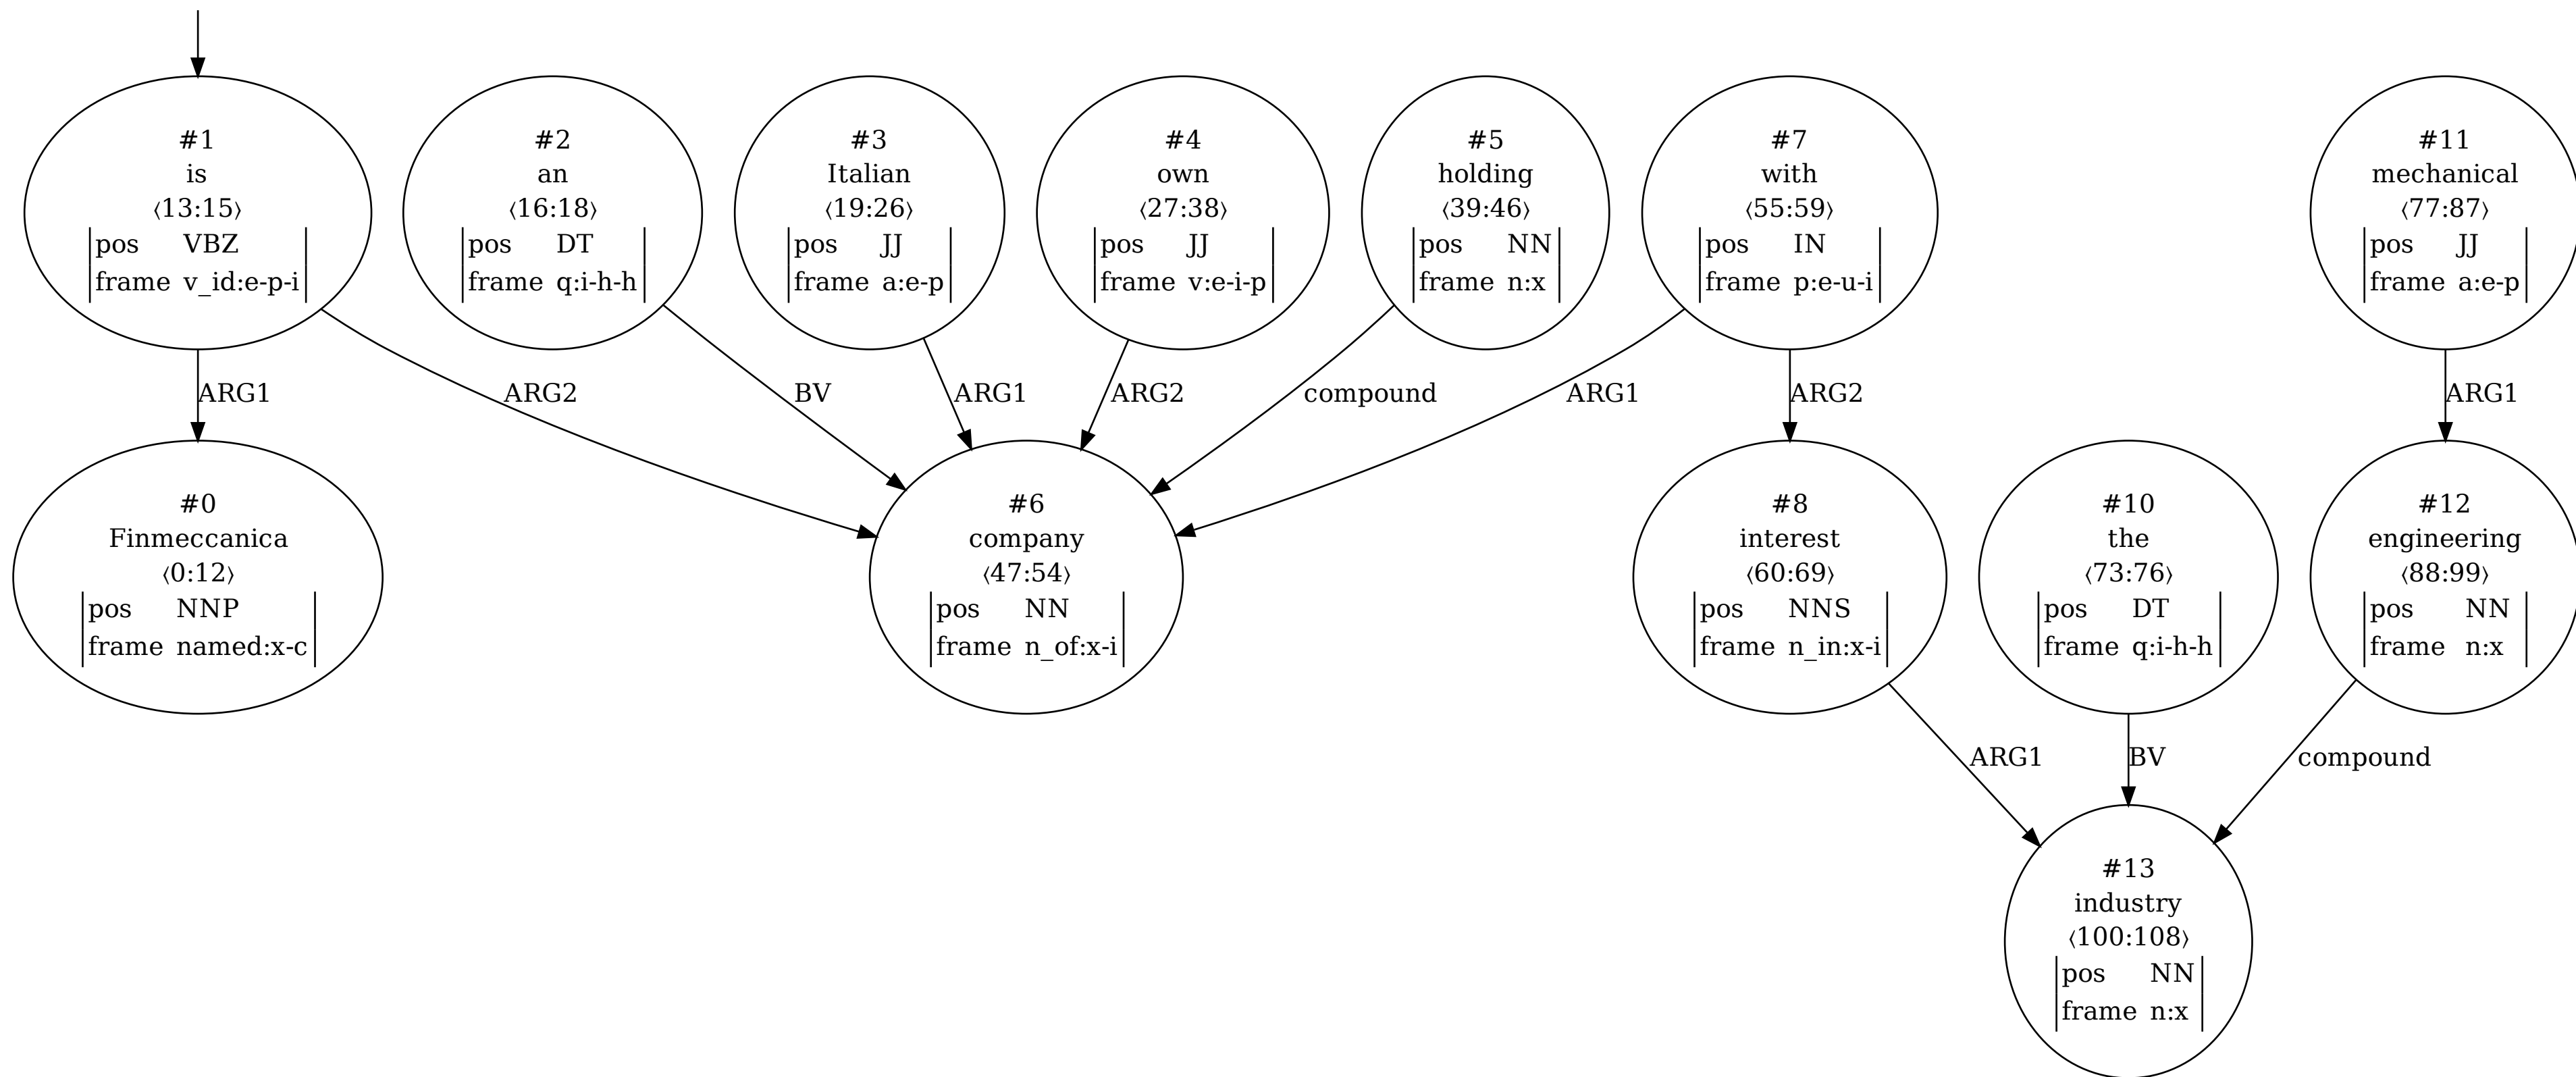 #1
is
⟨13:15⟩
pos VBZ
frame v_id:e-p-i
#2
an
⟨16:18⟩
pos DT
frame q:i-h-h
#3
Italian
⟨19:26⟩
pos JJ
frame a:e-p
#4
own
⟨27:38⟩
pos JJ
frame v:e-i-p
#5
holding
⟨39:46⟩
pos NN
frame n:x
#7
with
⟨55:59⟩
pos IN
frame p:e-u-i
#11
mechanical
⟨77:87⟩
pos JJ
frame a:e-p
ARG1
ARG2
BV
ARG1
ARG2
compound
ARG1
ARG2
ARG1
#0
Finmeccanica
⟨0:12⟩
pos NNP
frame named:x-c
#6
company
⟨47:54⟩
pos NN
frame n_of:x-i
#8
interest
⟨60:69⟩
pos NNS
frame n_in:x-i
#10
the
⟨73:76⟩
pos DT
frame q:i-h-h
#12
engineering
⟨88:99⟩
pos NN
frame n:x
ARG1
BV
compound
#13
industry
⟨100:108⟩
pos NN
frame n:x